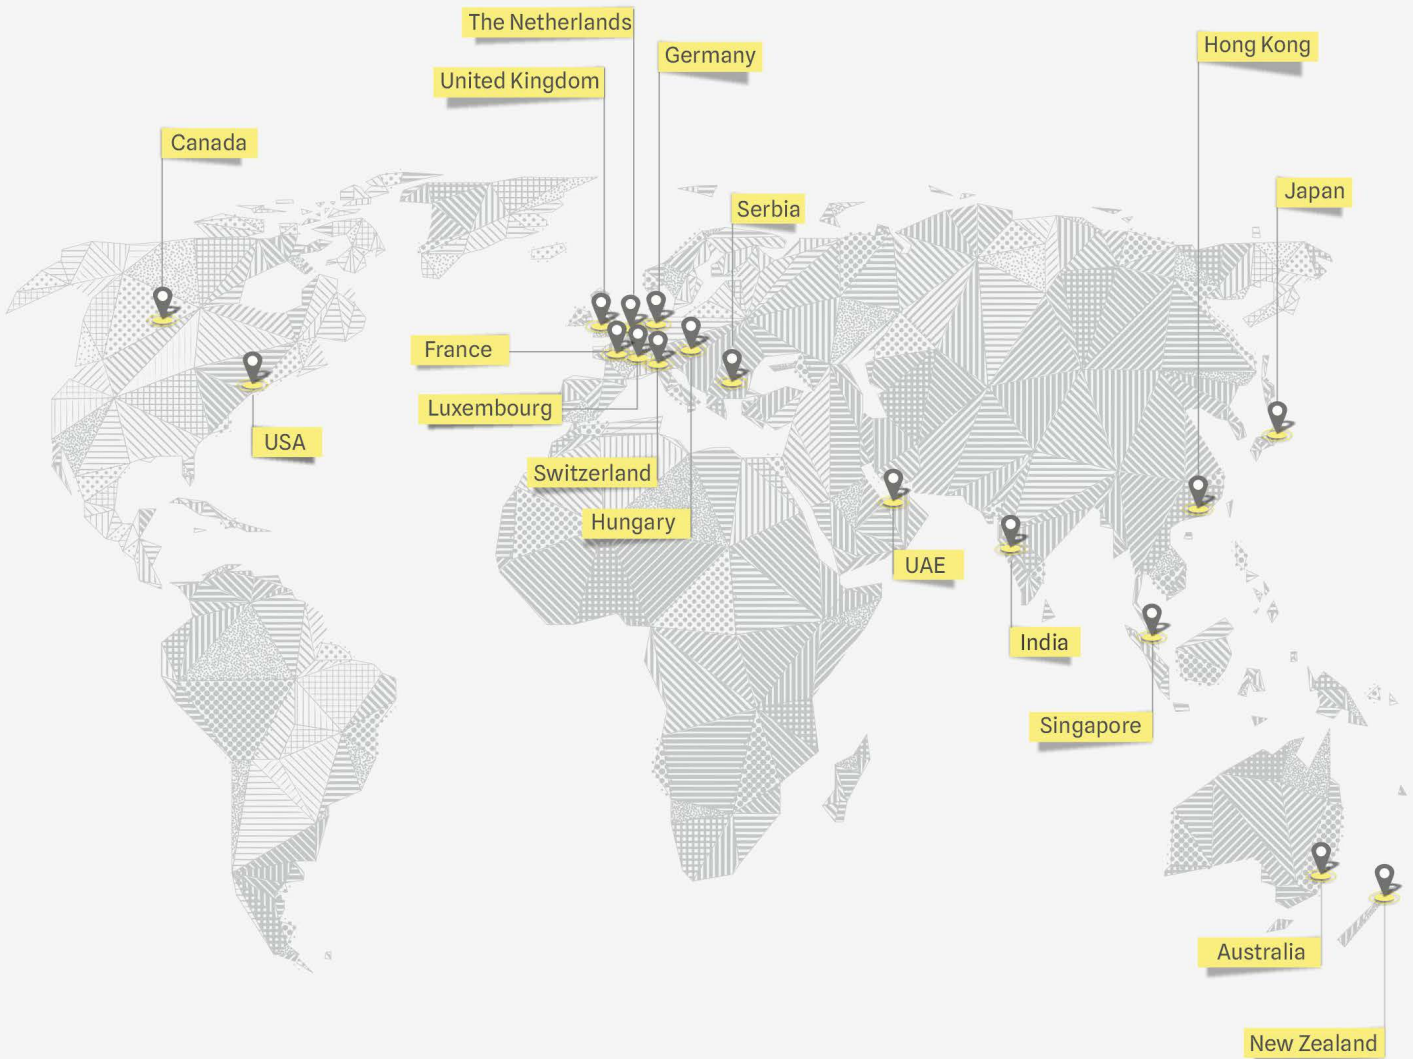 The Netherlands
Hong Kong
Germany
United Kingdom
Canada
Japan
Serbia
France
Luxembourg
USA
Switzerland
Hungary
UAE
India
Singapore
Australia
New Zealand